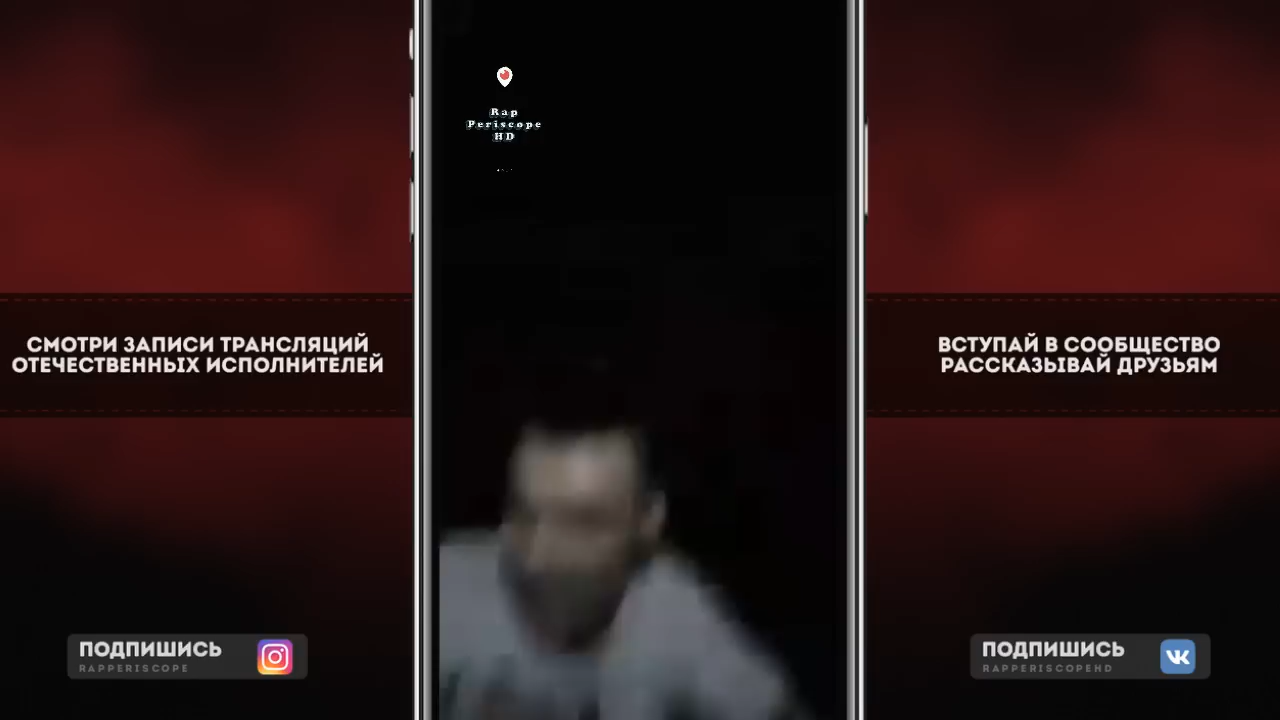 Rap
Periscope
HD
СМОТРИ ЗАПИСИ ТРАНСЛЯЦИЙ
ОТЕЧЕСТВЕННЫХ ИСПОЛНИТЕЛЕЙ
ВСТУПАЙ В СООБЩЕСТВО
РАССКАЗЫВАЙ ДРУЗЬЯМ
ПОДПИШИСЬ
RAPPERISCOPE
ПОДПИШИСЬ
RAPPERISCOPEHD